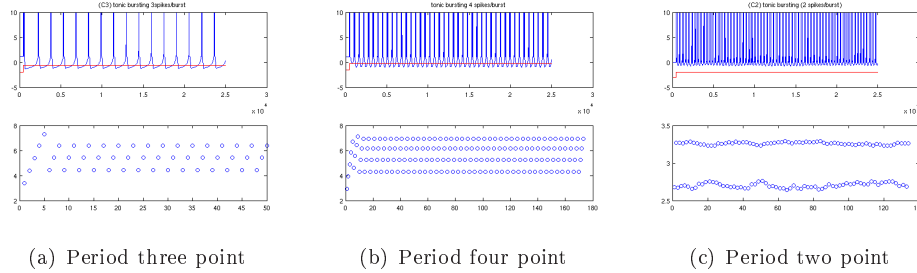 (C3) tonic bursting 3spikes/burst
10
5
0
-5
0 0.5 1 1.5 2 2.5 3
x 10^4
8
6
4
2
0 5 10 15 20 25 30 35 40 45 50
(a) Period three point
tonic bursting 4 spikes/burst
10
5
0
-5
0 0.5 1 1.5 2 2.5 3
x 10^4
8
6
4
2
0 20 40 60 80 100 120 140 160 180
(b) Period four point
(C2) tonic bursting (2 spikes/burst)
10
5
0
-5
0 0.5 1 1.5 2 2.5 3
x 10
3.5
3
2.5
0 20 40 60 80 100 120
(c) Period two point